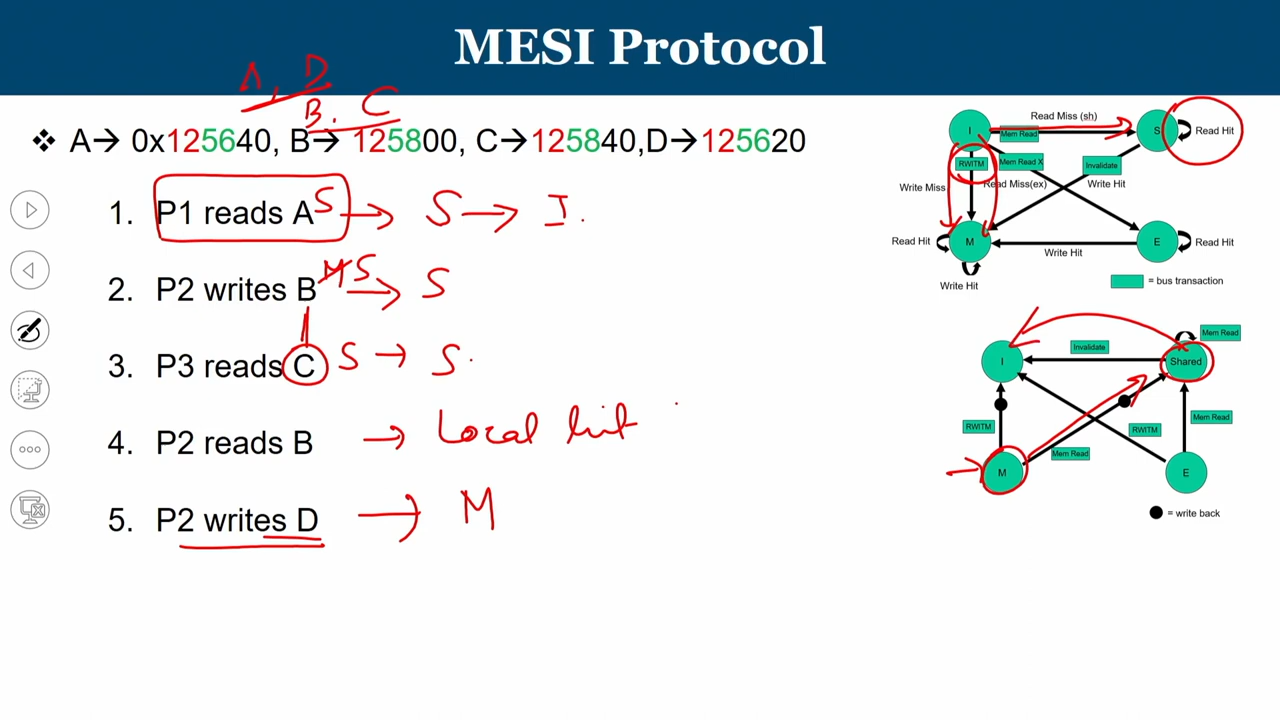 MESI Protocol
A, D
B, C
❖ A→ 0x125640, B→ 125800, C→125840,D→125620
1. P1 reads A S → S → I.
2. P2 writes B M S → S
3. P3 reads C S → S.
4. P2 reads B → Local hit
5. P2 writes D → M
Read Miss (sh)
I
Mem Read
S
Read Hit
RWITM
Mem Read X
Invalidate
Write Miss
Read Miss(ex)
Write Hit
Read Hit
M
Write Hit
E
Read Hit
Write Hit
= bus transaction
Mem Read
I
Invalidate
Shared
RWITM
RWITM
Mem Read
Mem Read
M
E
= write back